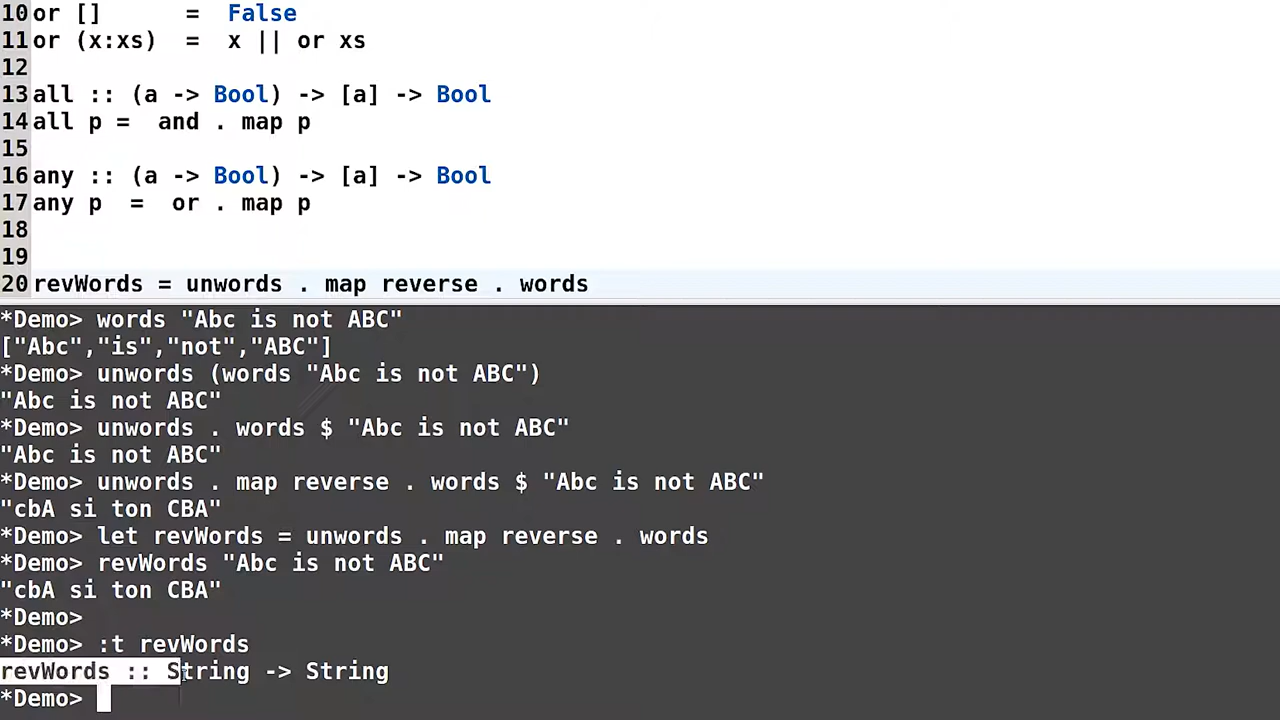 10 or []       =  False
11 or (x:xs)  =  x || or xs
12
13 all :: (a -> Bool) -> [a] -> Bool
14 all p =  and . map p
15
16 any :: (a -> Bool) -> [a] -> Bool
17 any p  =  or . map p
18
19
20 revWords = unwords . map reverse . words
*Demo> words "Abc is not ABC"
["Abc","is","not","ABC"]
*Demo> unwords (words "Abc is not ABC")
"Abc is not ABC"
*Demo> unwords . words $ "Abc is not ABC"
"Abc is not ABC"
*Demo> unwords . map reverse . words $ "Abc is not ABC"
"cbA si ton CBA"
*Demo> let revWords = unwords . map reverse . words
*Demo> revWords "Abc is not ABC"
"cbA si ton CBA"
*Demo>
*Demo> :t revWords
revWords :: String -> String
*Demo>